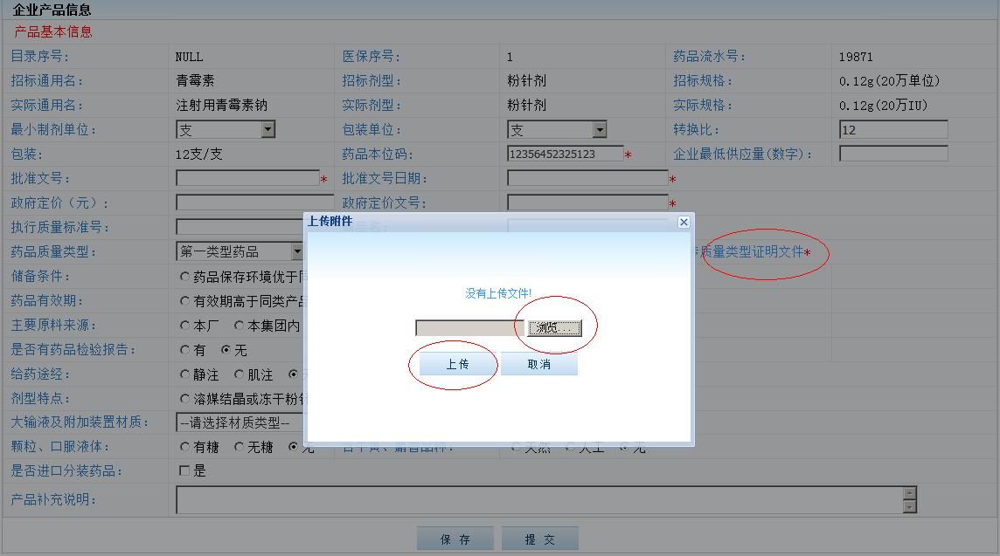 企业产品信息
产品基本信息
目录序号: NULL 医保序号: 1 药品流水号: 19871
招标通用名: 青霉素 招标剂型: 粉针剂 招标规格: 0.12g(20万单位)
实际通用名: 注射用青霉素钠 实际剂型: 粉针剂 实际规格: 0.12g(20万IU)
最小制剂单位: 支 包装单位: 支 转换比: 12
包装: 12支/支 药品本位码: 12356452325123 * 企业最低供应量(数字):
批准文号: * 批准文号日期: *
政府定价（元）: 政府定价文号: *
上传附件
执行质量标准号:
药品质量类型: 第一类型药品 质量类型证明文件*
储备条件: 药品保存环境优于同
没有上传文件!
药品有效期: 有效期高于同类产品
主要原料来源: 本厂 本集团内 浏览...
是否有药品检验报告: 有 无
上传 取消
给药途经: 静注 肌注
剂型特点: 溶媒结晶或冻干粉针
大输液及附加装置材质: --请选择材质类型--
颗粒、口服液体: 有糖 无糖 无 天然 人工 无
是否进口分装药品: 是
产品补充说明:
保 存 提 交